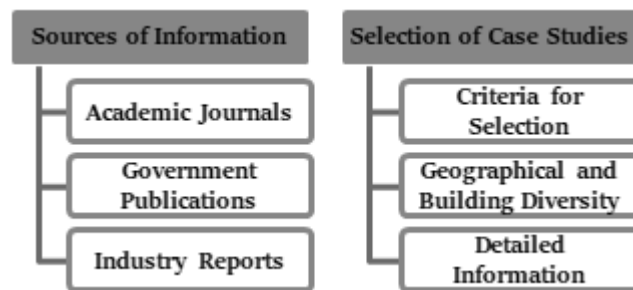 Sources of Information
Academic Journals
Government
Publications
Industry Reports
Selection of Case Studies
Criteria for
Selection
Geographical and
Building Diversity
Detailed
Information